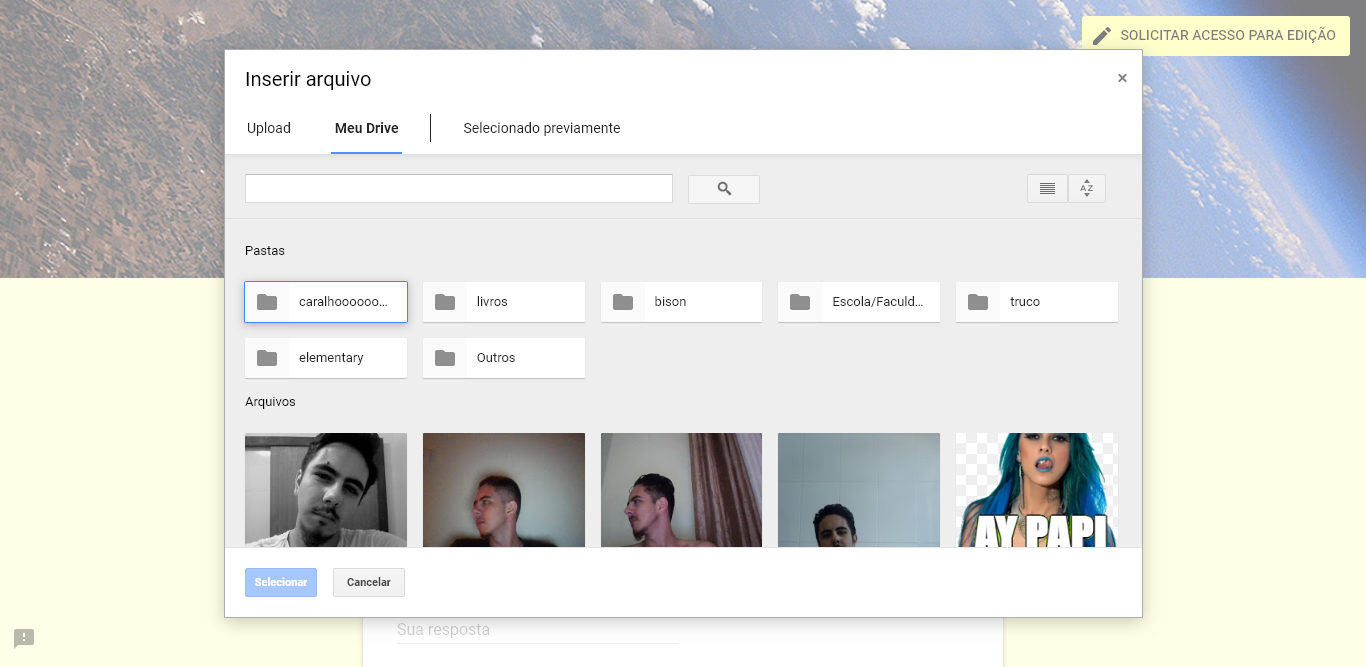 SOLICITAR ACESSO PARA EDIÇÃO
Inserir arquivo
×
Upload
Meu Drive
Selecionado previamente
AZ
Pastas
caralhooooooo...
livros
bison
Escola/Faculd...
truco
elementary
Outros
Arquivos
AY PAPI
Selecionar
Cancelar
Sua resposta